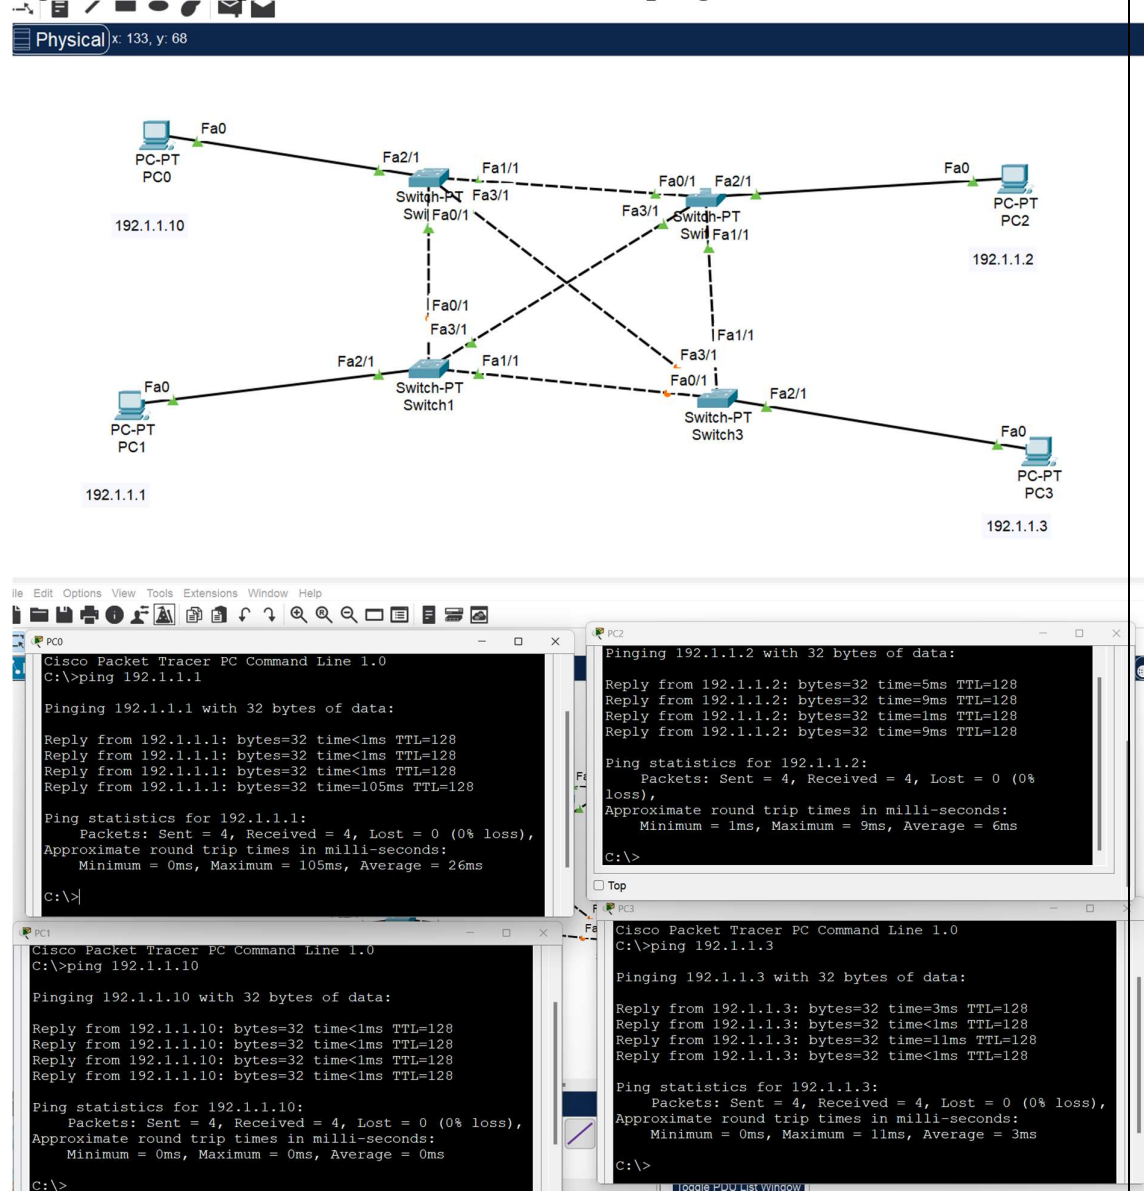 Physical x: 133, y: 68
Fa0
PC-PT
PC0
192.1.1.10
Fa2/1
Fa1/1
Fa3/1
Switch-PT
Swi
Fa0/1
Fa0/1
Fa2/1
Fa3/1
Switch-PT
Swi
Fa1/1
Fa0
PC-PT
PC2
192.1.1.2
Fa0/1
Fa3/1
Fa2/1
Fa1/1
Switch-PT
Switch1
Fa0
PC-PT
PC1
192.1.1.1
Fa1/1
Fa3/1
Fa0/1
Fa2/1
Switch-PT
Switch3
Fa0
PC-PT
PC3
192.1.1.3
ile Edit Options View Tools Extensions Window Help
PC0
Cisco Packet Tracer PC Command Line 1.0
C:\>ping 192.1.1.1
Pinging 192.1.1.1 with 32 bytes of data:
Reply from 192.1.1.1: bytes=32 time<1ms TTL=128
Reply from 192.1.1.1: bytes=32 time<1ms TTL=128
Reply from 192.1.1.1: bytes=32 time<1ms TTL=128
Reply from 192.1.1.1: bytes=32 time=105ms TTL=128
Ping statistics for 192.1.1.1:
Packets: Sent = 4, Received = 4, Lost = 0 (0% loss),
Approximate round trip times in milli-seconds:
Minimum = 0ms, Maximum = 105ms, Average = 26ms
C:\>
PC2
Pinging 192.1.1.2 with 32 bytes of data:
Reply from 192.1.1.2: bytes=32 time=5ms TTL=128
Reply from 192.1.1.2: bytes=32 time=9ms TTL=128
Reply from 192.1.1.2: bytes=32 time=1ms TTL=128
Reply from 192.1.1.2: bytes=32 time=9ms TTL=128
Ping statistics for 192.1.1.2:
Packets: Sent = 4, Received = 4, Lost = 0 (0%
loss),
Approximate round trip times in milli-seconds:
Minimum = 1ms, Maximum = 9ms, Average = 6ms
C:\>
Top
PC1
Cisco Packet Tracer PC Command Line 1.0
C:\>ping 192.1.1.10
Pinging 192.1.1.10 with 32 bytes of data:
Reply from 192.1.1.10: bytes=32 time<1ms TTL=128
Reply from 192.1.1.10: bytes=32 time<1ms TTL=128
Reply from 192.1.1.10: bytes=32 time<1ms TTL=128
Reply from 192.1.1.10: bytes=32 time<1ms TTL=128
Ping statistics for 192.1.1.10:
Packets: Sent = 4, Received = 4, Lost = 0 (0% loss),
Approximate round trip times in milli-seconds:
Minimum = 0ms, Maximum = 0ms, Average = 0ms
C:\>
PC3
Cisco Packet Tracer PC Command Line 1.0
C:\>ping 192.1.1.3
Pinging 192.1.1.3 with 32 bytes of data:
Reply from 192.1.1.3: bytes=32 time=3ms TTL=128
Reply from 192.1.1.3: bytes=32 time<1ms TTL=128
Reply from 192.1.1.3: bytes=32 time=11ms TTL=128
Reply from 192.1.1.3: bytes=32 time<1ms TTL=128
Ping statistics for 192.1.1.3:
Packets: Sent = 4, Received = 4, Lost = 0 (0% loss),
Approximate round trip times in milli-seconds:
Minimum = 0ms, Maximum = 11ms, Average = 3ms
C:\>
Toggle PDU List Window